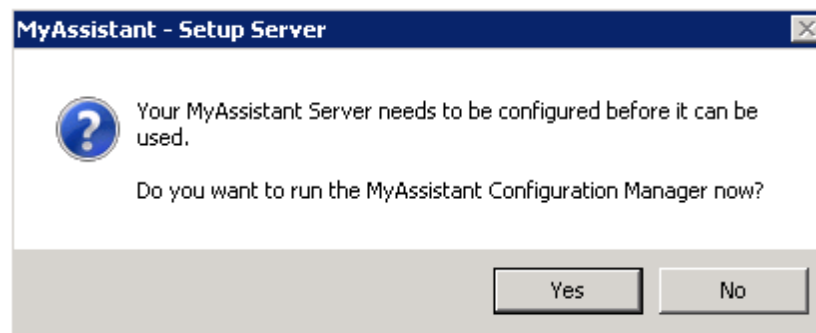 MyAssistant - Setup Server
Your MyAssistant Server needs to be configured before it can be
used.
Do you want to run the MyAssistant Configuration Manager now?
Yes No